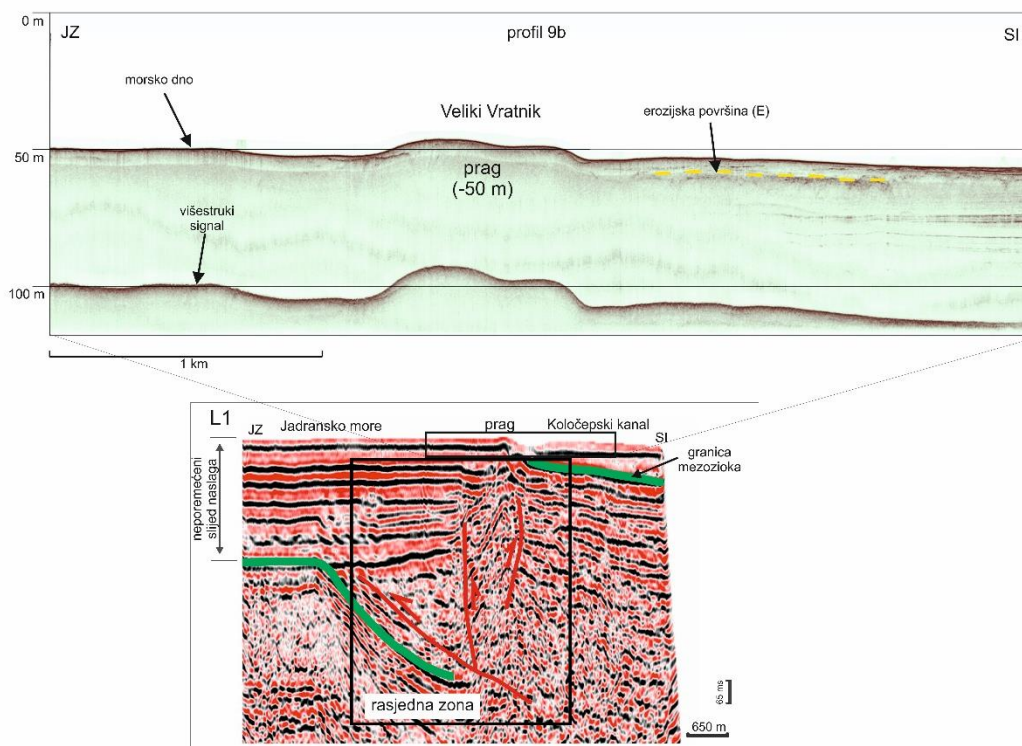 0 m
JZ
profil 9b
SI
morsko dno
Veliki Vratnik
erozijska površina (E)
50 m
prag
(-50 m)
višestruki
signal
100 m
1 km
L1
JZ
Jadransko more
prag
Koločepski kanal
SI
granica
mezozioka
neporemećeni
slijed naslaga
rasjedna zona
65 ms
650 m